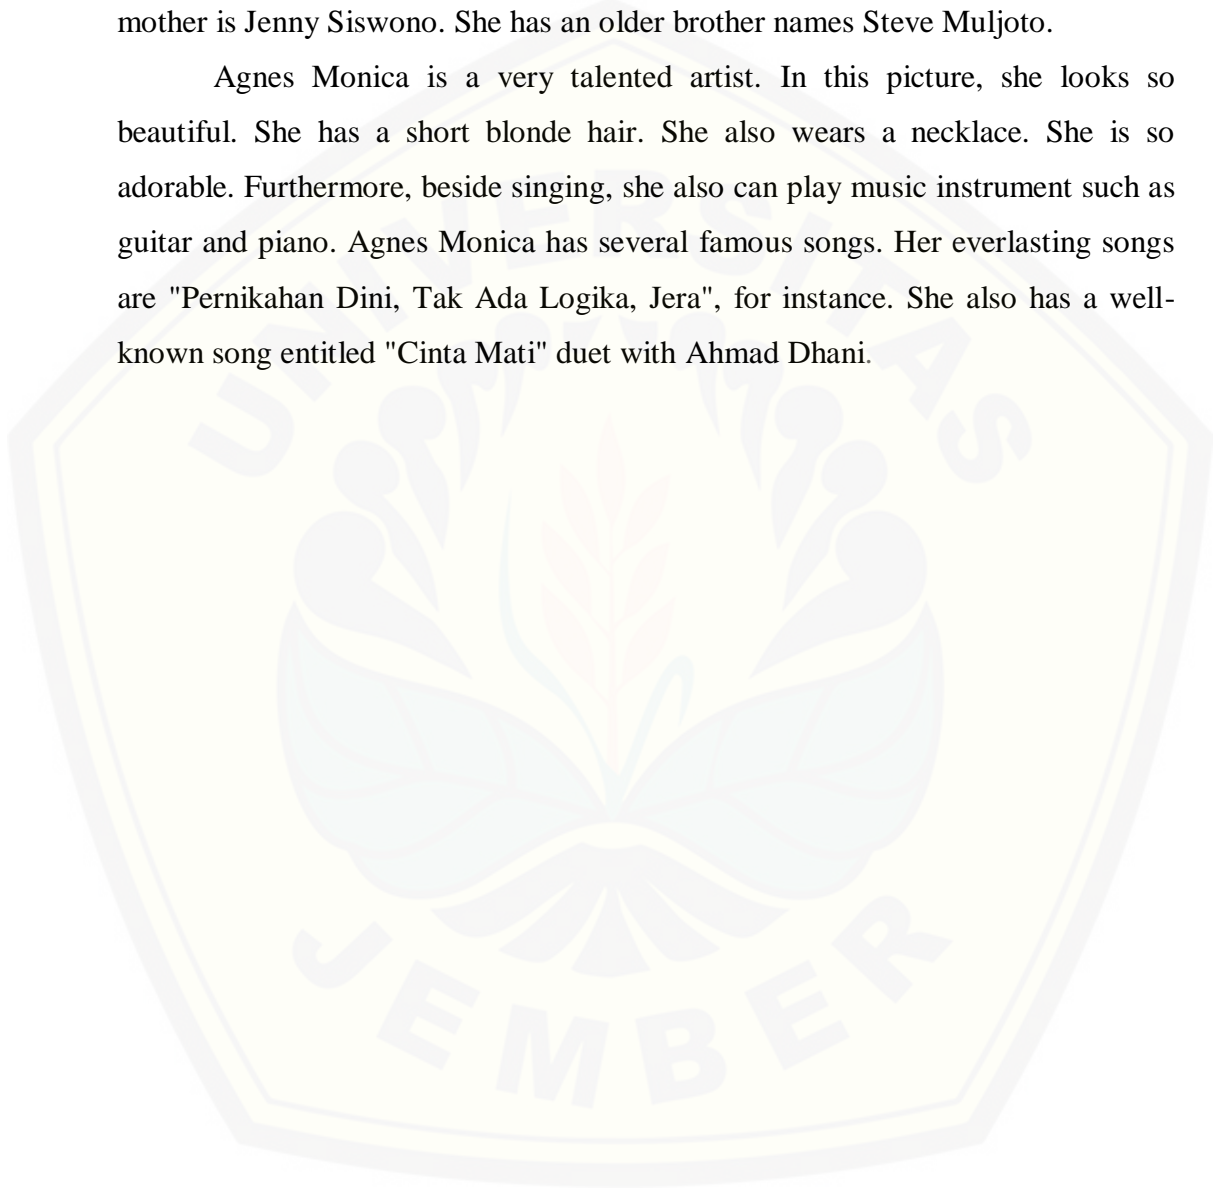 mother is Jenny Siswono. She has an older brother names Steve Muljoto.
Agnes Monica is a very talented artist. In this picture, she looks so
beautiful. She has a short blonde hair. She also wears a necklace. She is so
adorable. Furthermore, beside singing, she also can play music instrument such as
guitar and piano. Agnes Monica has several famous songs. Her everlasting songs
are "Pernikahan Dini, Tak Ada Logika, Jera", for instance. She also has a well-
known song entitled "Cinta Mati" duet with Ahmad Dhani.
UNIVERSITAS
JEMBER